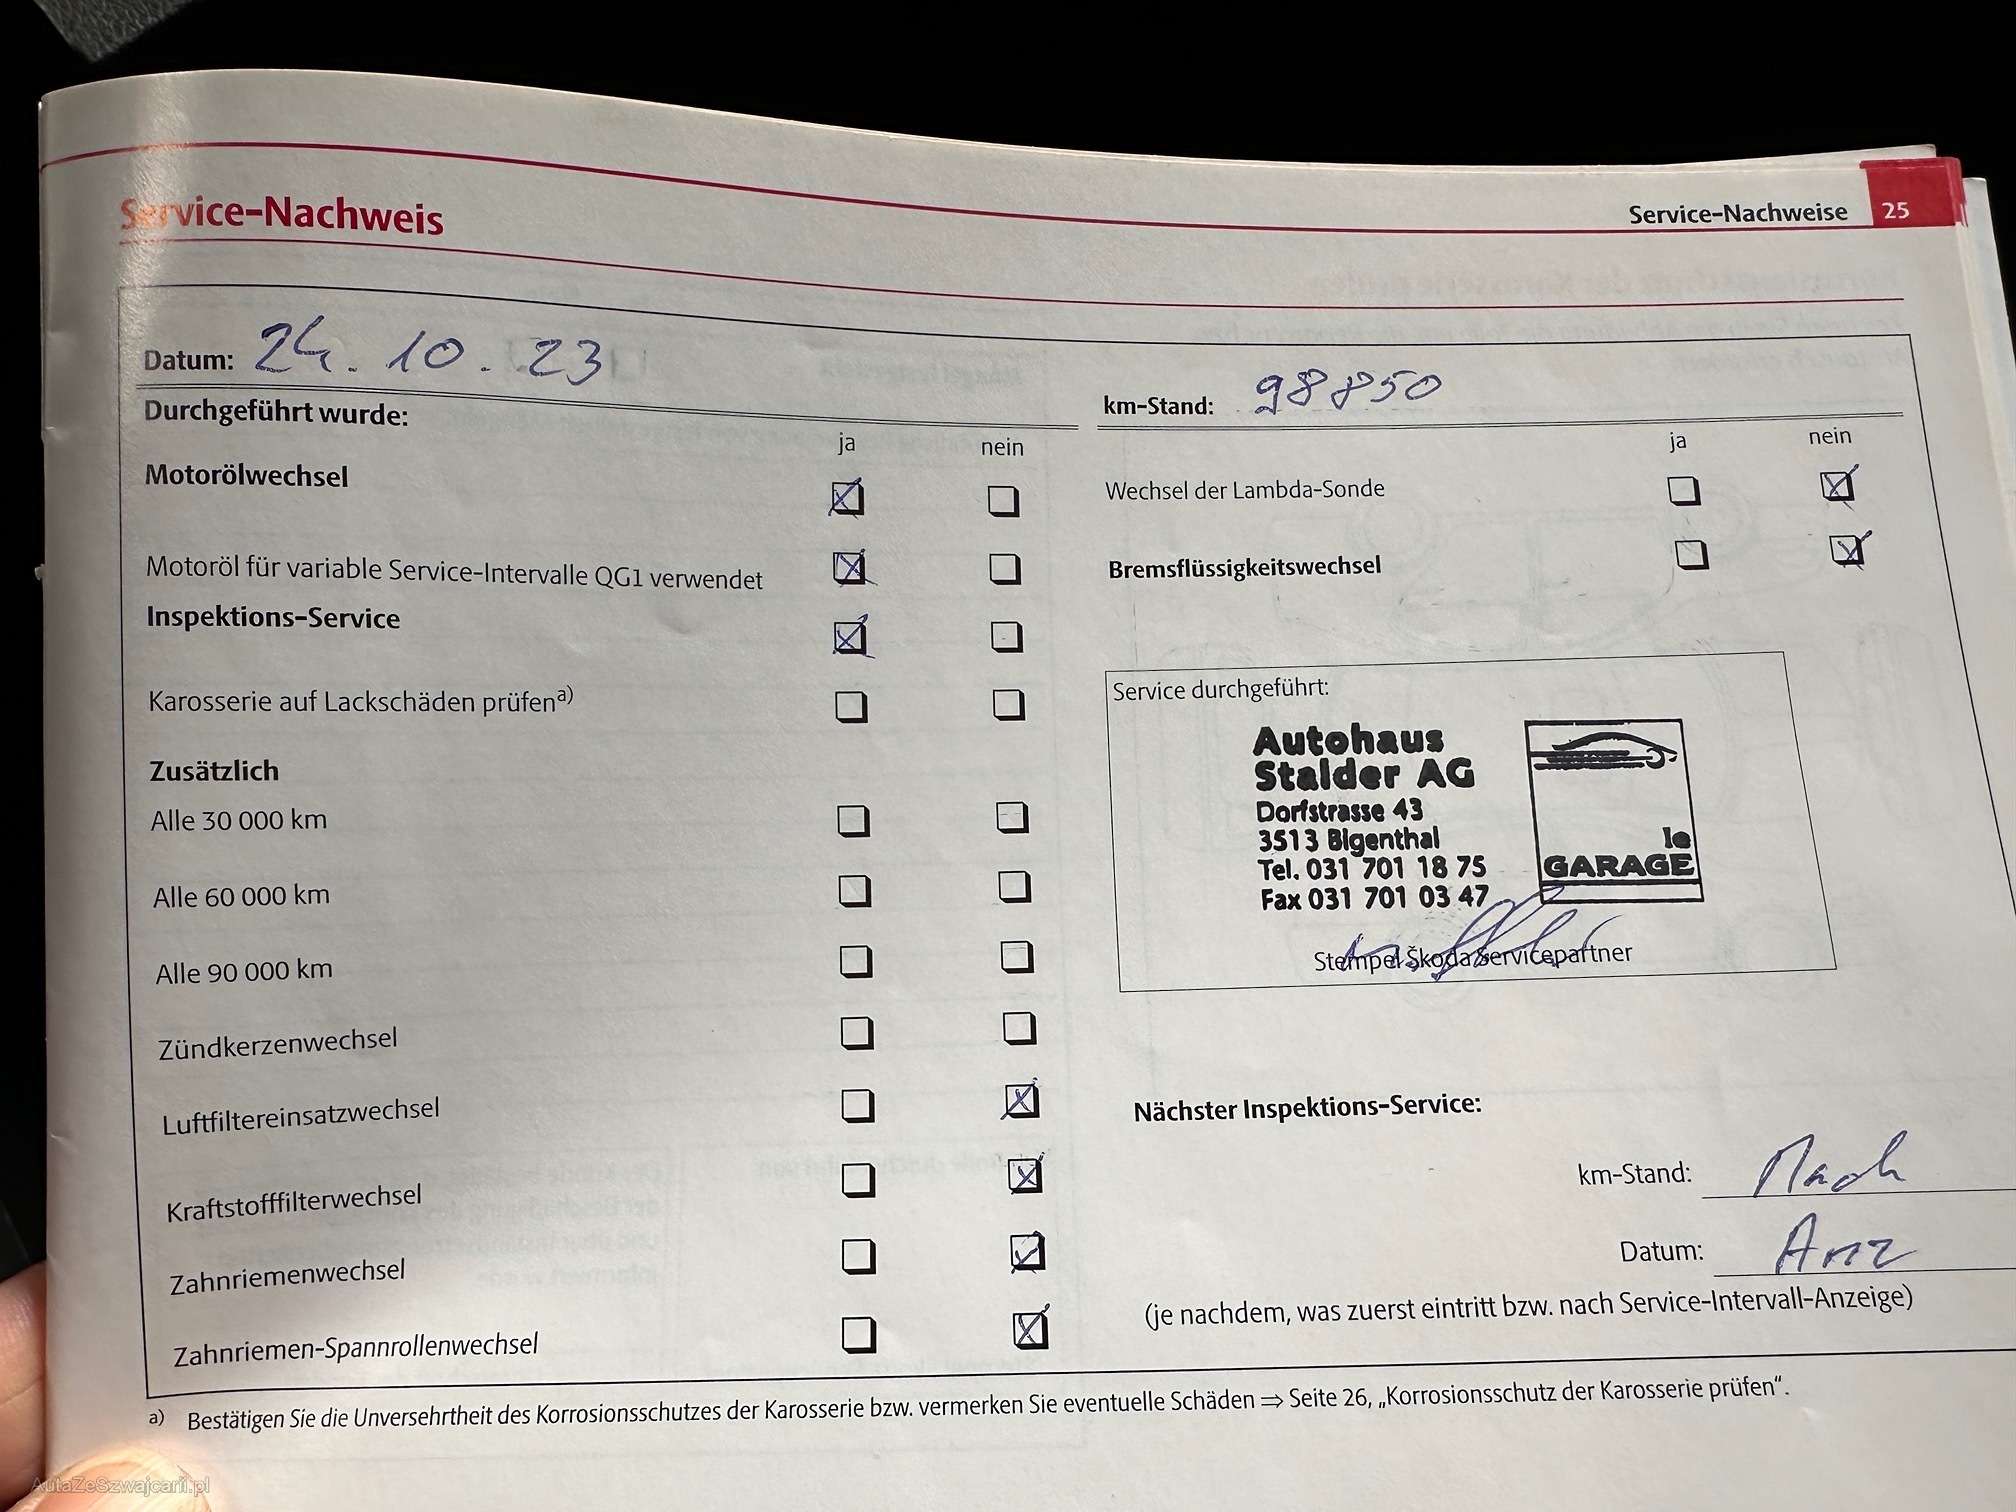 Service-Nachweis
Service-Nachweise 25
Datum: 24.10.23
km-Stand: 98850
Durchgeführt wurde:
ja nein
Motorölwechsel
Motoröl für variable Service-Intervalle QG1 verwendet
Inspektions-Service
Karosserie auf Lackschäden prüfen a)
Zusätzlich
Alle 30 000 km
Alle 60 000 km
Alle 90 000 km
Zündkerzenwechsel
Luftfiltereinsatzwechsel
Kraftstofffilterwechsel
Zahnriemenwechsel
Zahnriemen-Spannrollenwechsel
ja nein
Wechsel der Lambda-Sonde
Bremsflüssigkeitswechsel
Service durchgeführt:
Autohaus
Stalder AG
Dorfstrasse 43
3513 Bigenthal
Tel. 031 701 18 75
Fax 031 701 03 47
le
GARAGE
Stempel Škoda Servicepartner
Nächster Inspektions-Service:
km-Stand: Nach
Datum: Anz
(je nachdem, was zuerst eintritt bzw. nach Service-Intervall-Anzeige)
a) Bestätigen Sie die Unversehrtheit des Korrosionsschutzes der Karosserie bzw. vermerken Sie eventuelle Schäden ⇒ Seite 26, „Korrosionsschutz der Karosserie prüfen“.
AutaZeSzwajcarii.pl